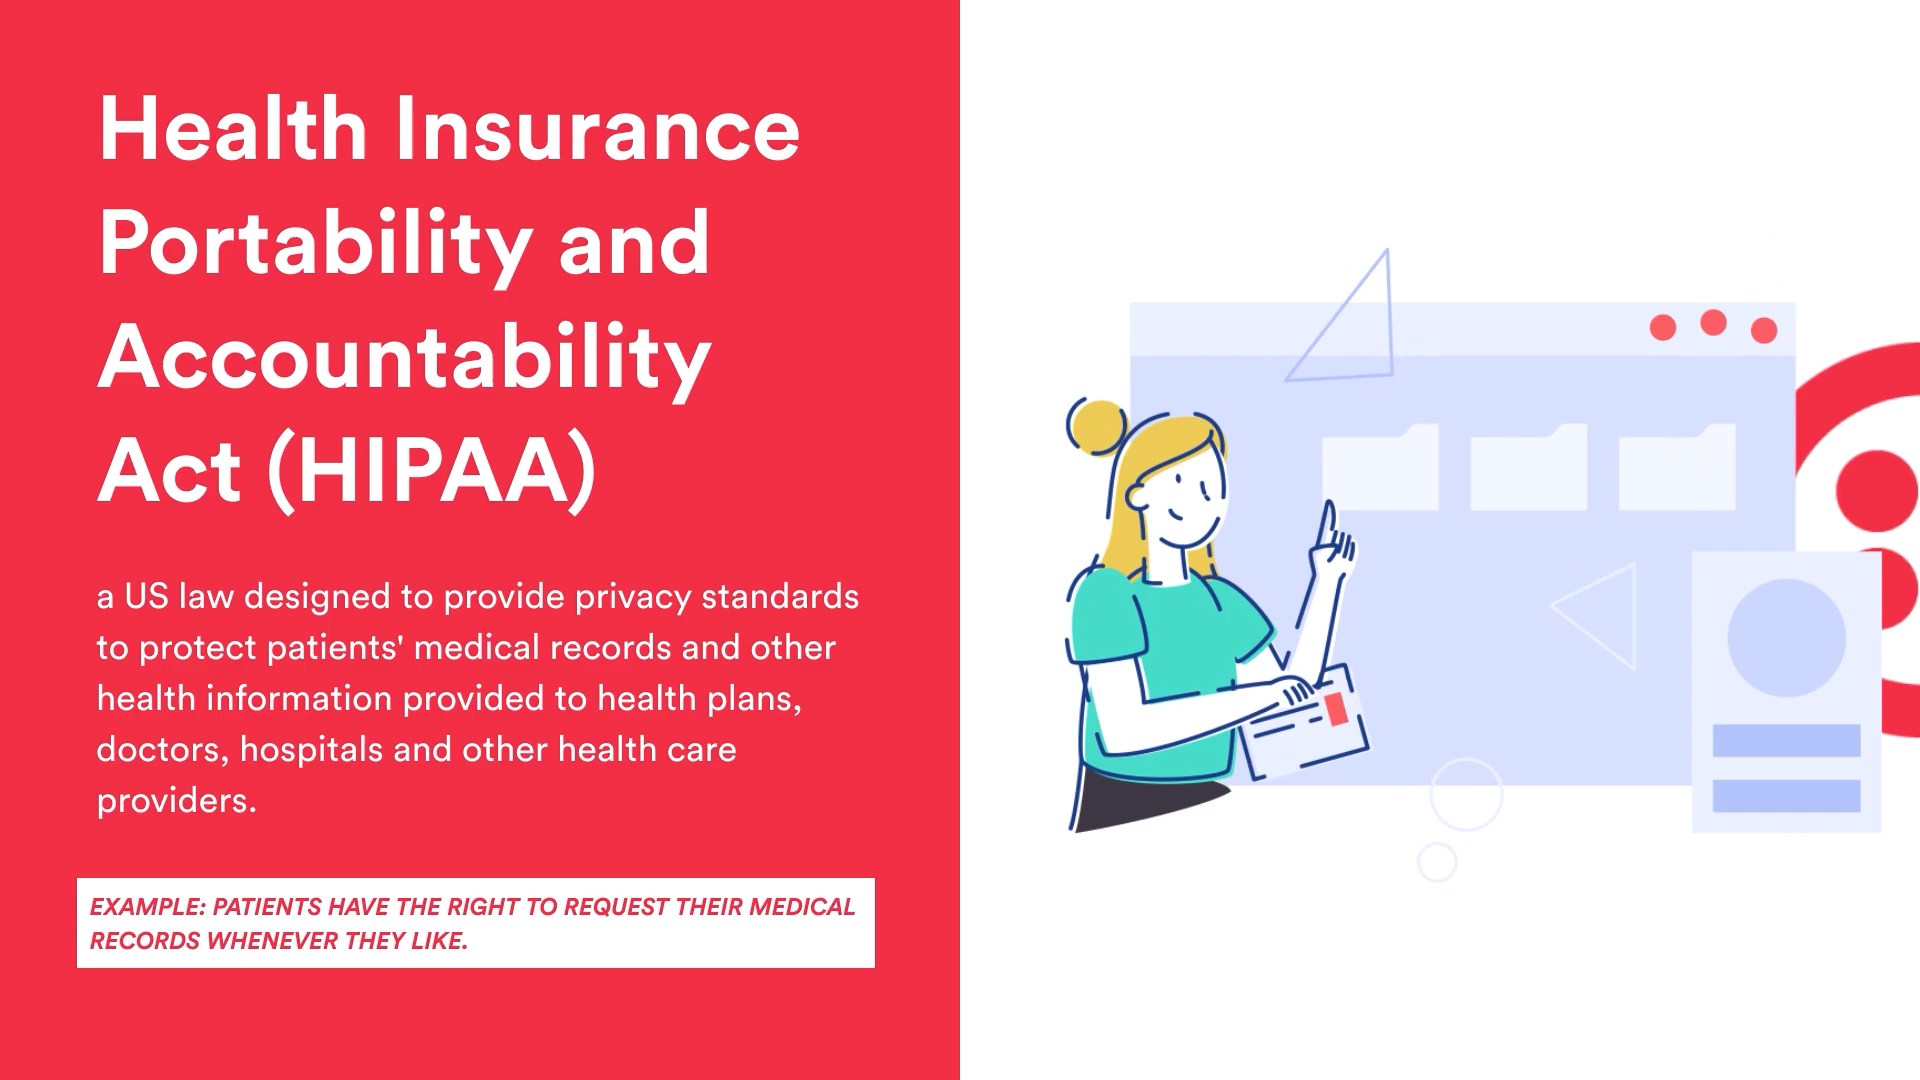 Health Insurance
Portability and
Accountability
Act (HIPAA)
a US law designed to provide privacy standards
to protect patients' medical records and other
health information provided to health plans,
doctors, hospitals and other health care
providers.
EXAMPLE: PATIENTS HAVE THE RIGHT TO REQUEST THEIR MEDICAL
RECORDS WHENEVER THEY LIKE.